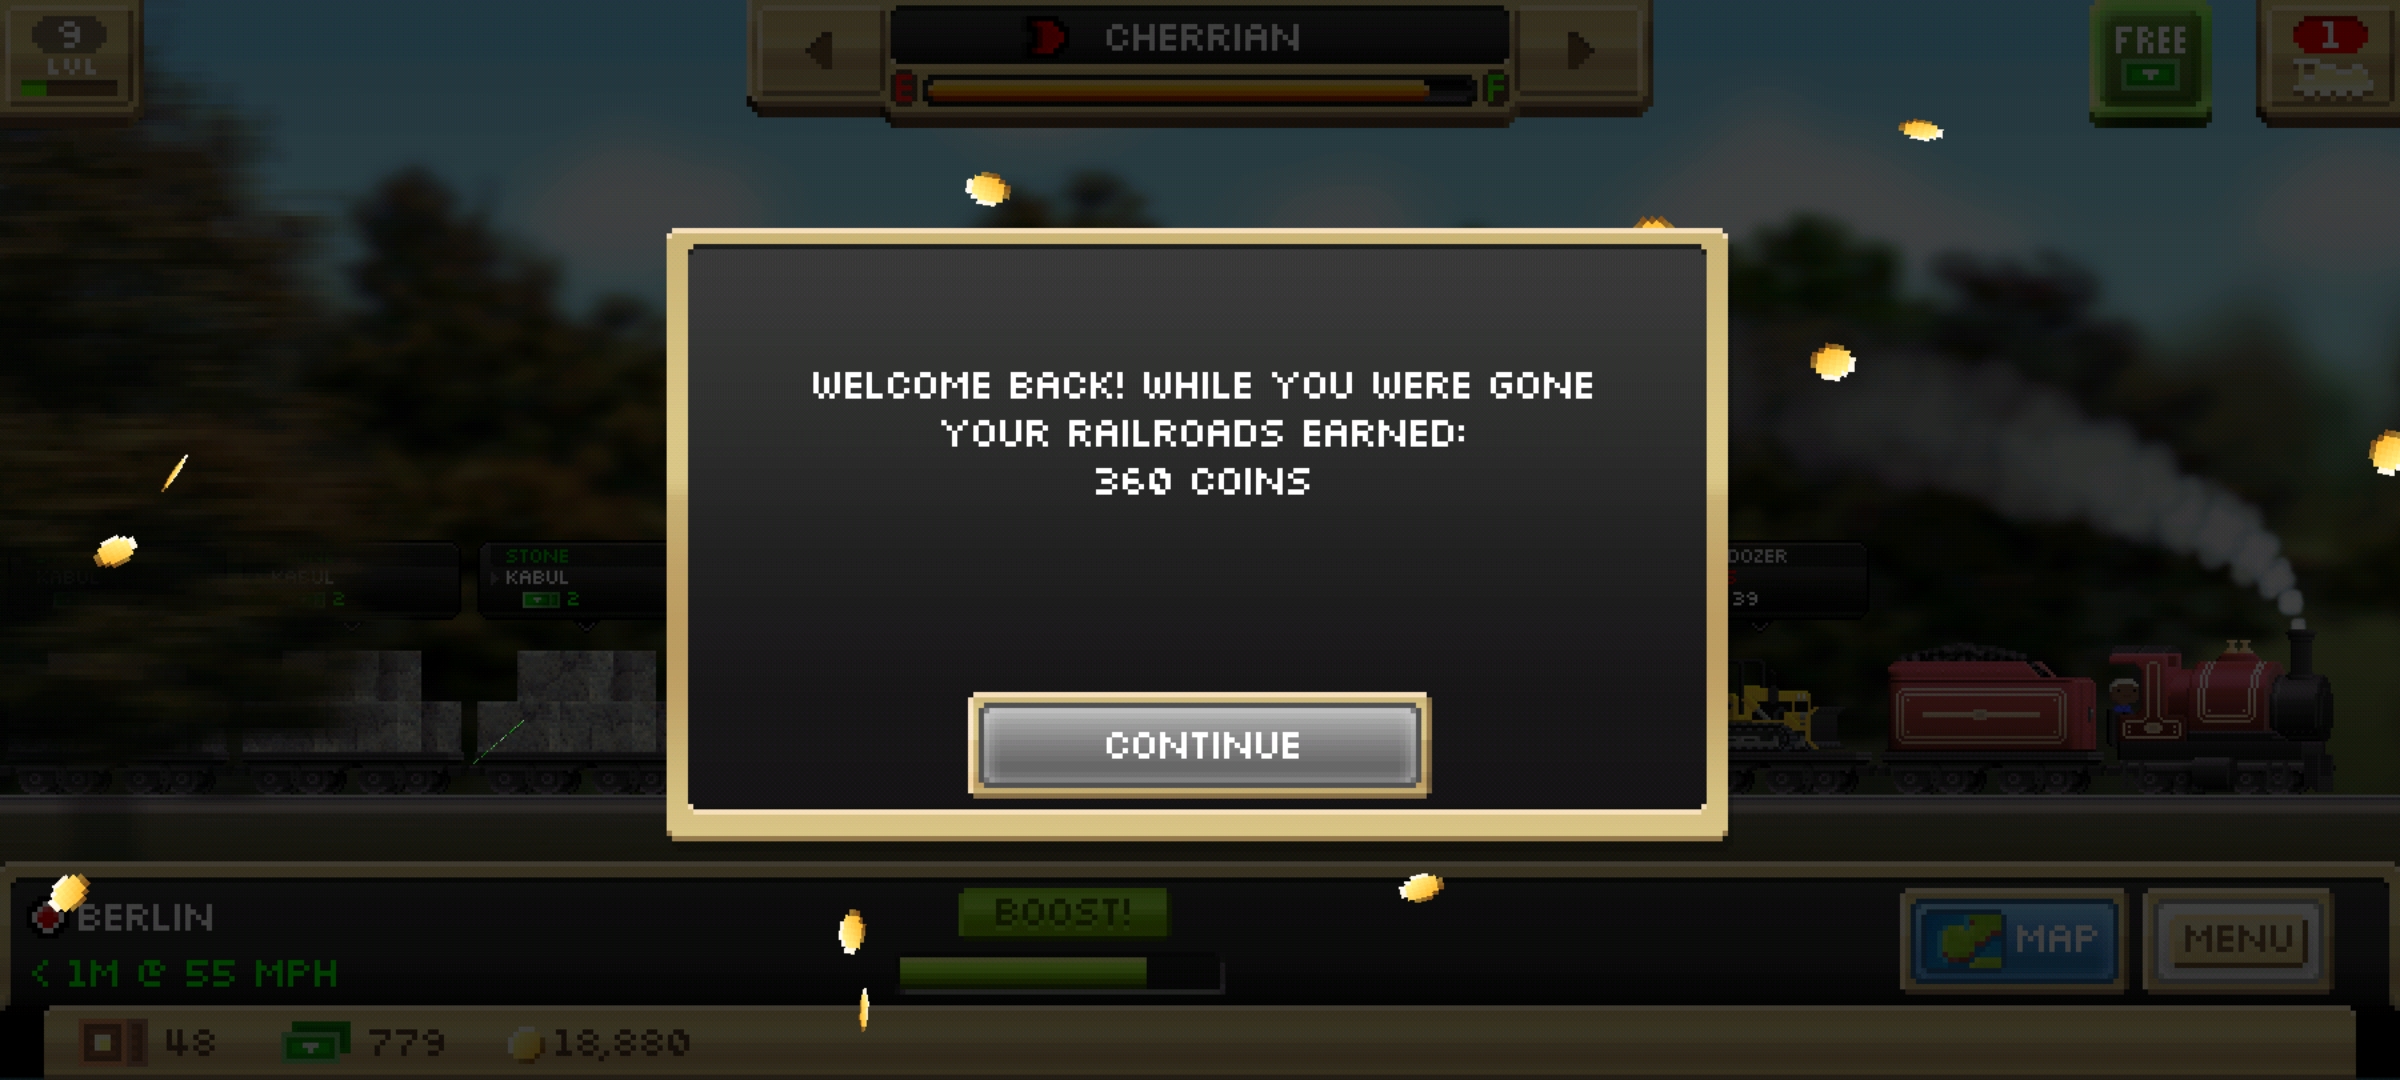 9
LVL
CHERRIAN
E
F
FREE
1
WELCOME BACK! WHILE YOU WERE GONE
YOUR RAILROADS EARNED:
360 COINS
CONTINUE
KABUL
KABUL
2
STONE
KABUL
2
DOZER
39
BERLIN
< 1M @ 55 MPH
BOOST!
MAP
MENU
48
779
18,880